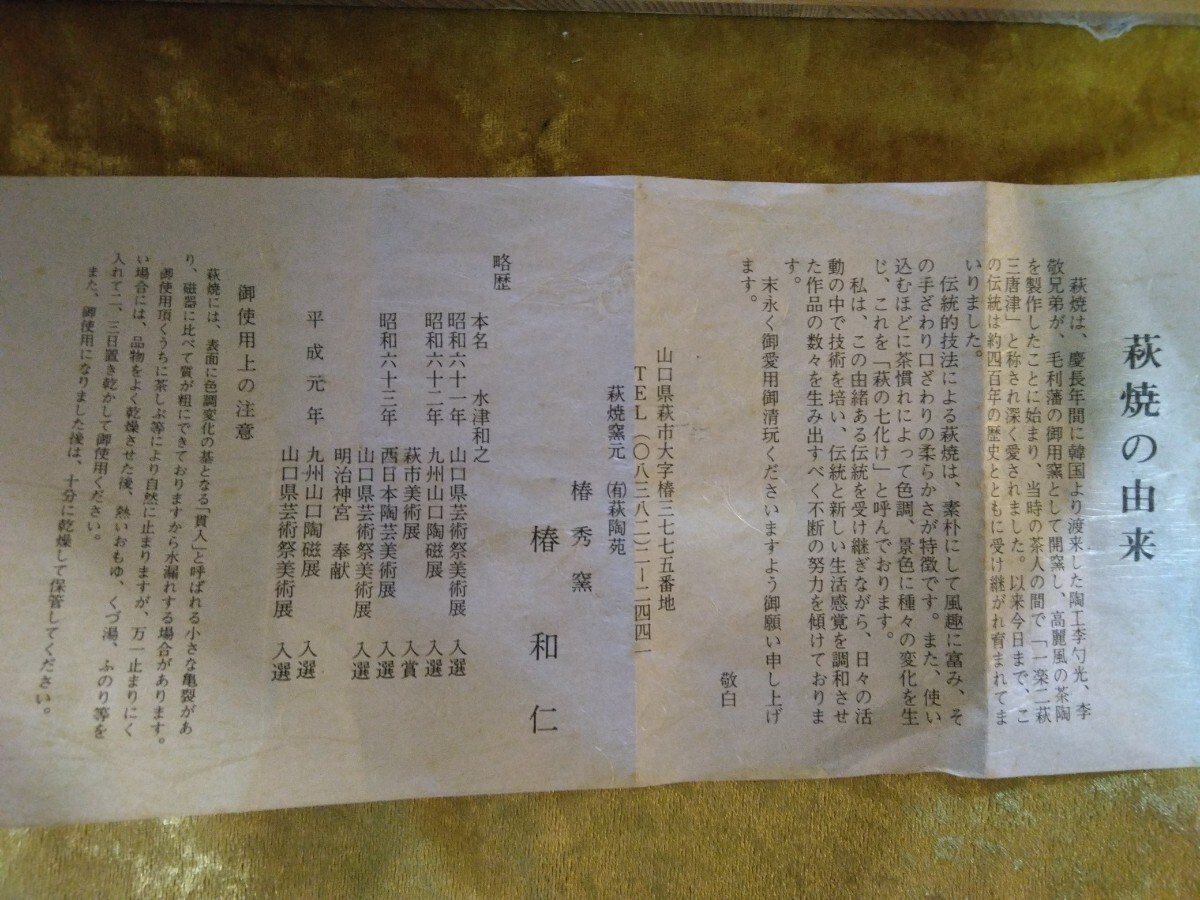 萩焼の由来
萩焼は、慶長年間に韓国より渡来した陶工李勺光、李
敬兄弟が、毛利藩の御用窯として開窯し、高麗風の茶陶
を製作したことに始まり、当時の茶人の間で「一楽二萩
三唐津」と称され深く愛されました。以来今日まで、こ
の伝統は約四百年の歴史とともに受け継がれ育まれてま
いりました。
伝統的技法による萩焼は、素朴にして風趣に富み、そ
の手ざわり口ざわりの柔らかさが特徴です。また、使い
込むほどに茶慣れによって色調、景色に種々の変化を生
じ、これを「萩の七化け」と呼んでおります。
私は、この由緒ある伝統を受け継ぎながら、日々の活
動の中で技術を培い、伝統と新しい生活感覚を調和させ
た作品の数々を生み出すべく不断の努力を傾けておりま
す。
末永く御愛用御清玩くださいますよう御願い申し上げ
ます。
敬白
山口県萩市大字椿三七七五番地
TEL(〇八三八二)二ー二四四一
萩焼窯元 ㈲萩陶苑
椿秀窯
椿和仁
略歴
本名 水津和之
昭和六十一年 山口県芸術祭美術展 入選
昭和六十二年 九州山口陶磁展 入選
萩市美術展 入賞
昭和六十三年 西日本陶芸美術展 入選
山口県芸術祭美術展 入選
明治神宮 奉献
平成元年 九州山口陶磁展 入選
山口県芸術祭美術展 入選
御使用上の注意
萩焼には、表面に色調変化の基となる「貫人」と呼ばれる小さな亀裂があ
り、磁器に比べて質が粗にできておりますから水漏れする場合があります。
御使用頂くうちに茶しぶ等により自然に止まりますが、万一止まりにく
い場合には、品物をよく乾燥させた後、熱いおもゆ、くづ湯、ふのり等を
入れて二、三日置き乾かして御使用ください。
また、御使用になりました後は、十分に乾燥して保管してください。